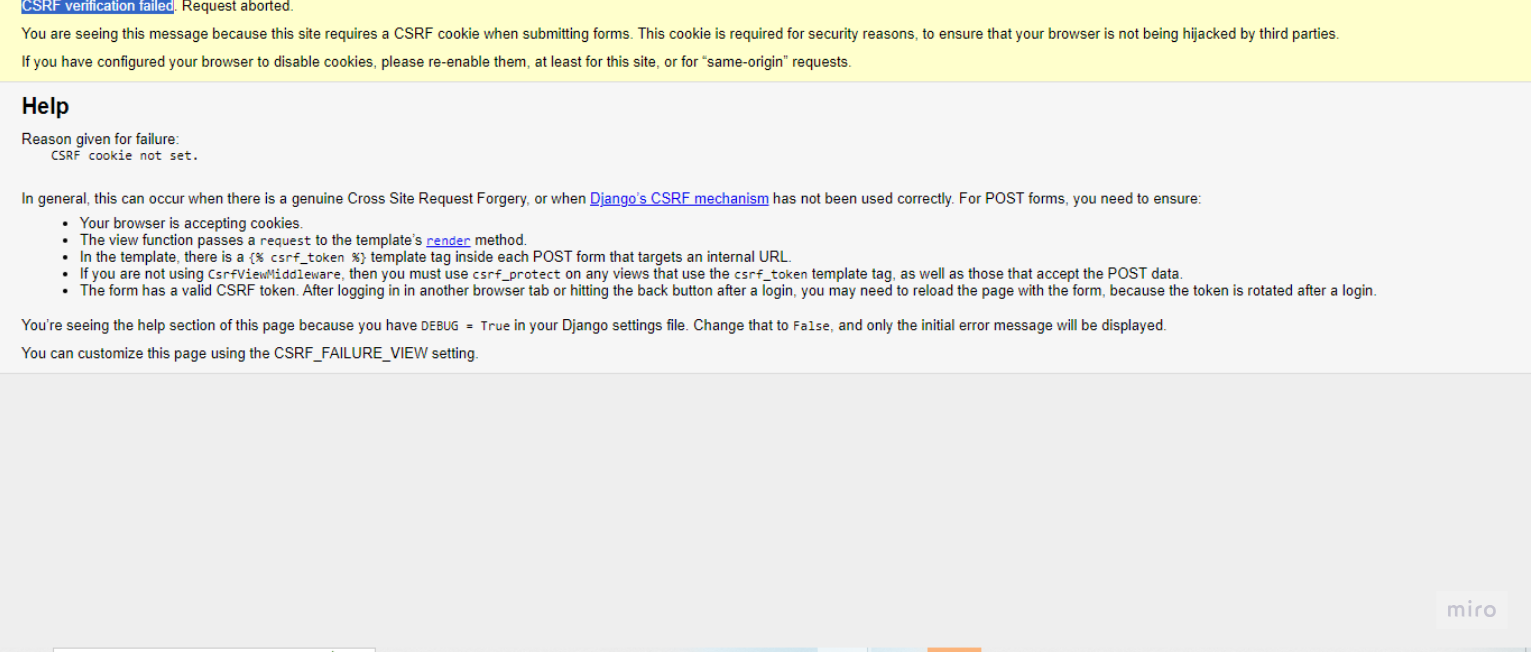 CSRF verification failed. Request aborted.
You are seeing this message because this site requires a CSRF cookie when submitting forms. This cookie is required for security reasons, to ensure that your browser is not being hijacked by third parties.
If you have configured your browser to disable cookies, please re-enable them, at least for this site, or for “same-origin” requests.
Help
Reason given for failure:
CSRF cookie not set.
In general, this can occur when there is a genuine Cross Site Request Forgery, or when Django’s CSRF mechanism has not been used correctly. For POST forms, you need to ensure:
• Your browser is accepting cookies.
• The view function passes a request to the template’s render method.
• In the template, there is a {% csrf_token %} template tag inside each POST form that targets an internal URL.
• If you are not using CsrfViewMiddleware, then you must use csrf_protect on any views that use the csrf_token template tag, as well as those that accept the POST data.
• The form has a valid CSRF token. After logging in in another browser tab or hitting the back button after a login, you may need to reload the page with the form, because the token is rotated after a login.
You’re seeing the help section of this page because you have DEBUG = True in your Django settings file. Change that to False, and only the initial error message will be displayed.
You can customize this page using the CSRF_FAILURE_VIEW setting.
miro